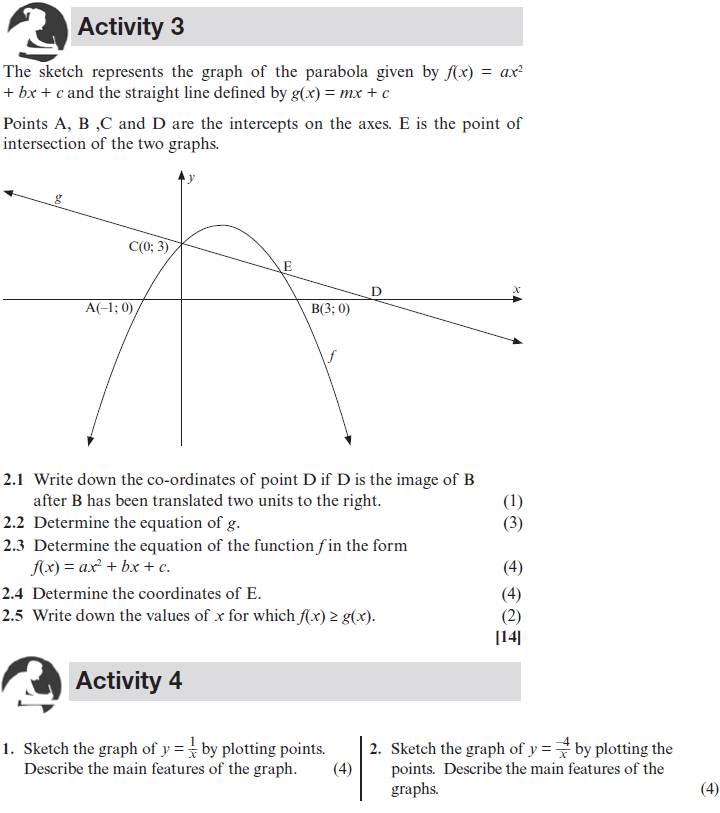 Activity 3
The sketch represents the graph of the parabola given by f(x) = ax²
+ bx + c and the straight line defined by g(x) = mx + c
Points A, B ,C and D are the intercepts on the axes. E is the point of
intersection of the two graphs.
y
g
C(0; 3)
E
D
x
A(–1; 0)
B(3; 0)
f
2.1 Write down the co-ordinates of point D if D is the image of B
after B has been translated two units to the right. (1)
2.2 Determine the equation of g. (3)
2.3 Determine the equation of the function f in the form
f(x) = ax² + bx + c. (4)
2.4 Determine the coordinates of E. (4)
2.5 Write down the values of x for which f(x) ≥ g(x). (2)
[14]
Activity 4
1. Sketch the graph of y = 1/x by plotting points.
Describe the main features of the graph. (4)
2. Sketch the graph of y = –4/x by plotting the
points. Describe the main features of the
graphs. (4)